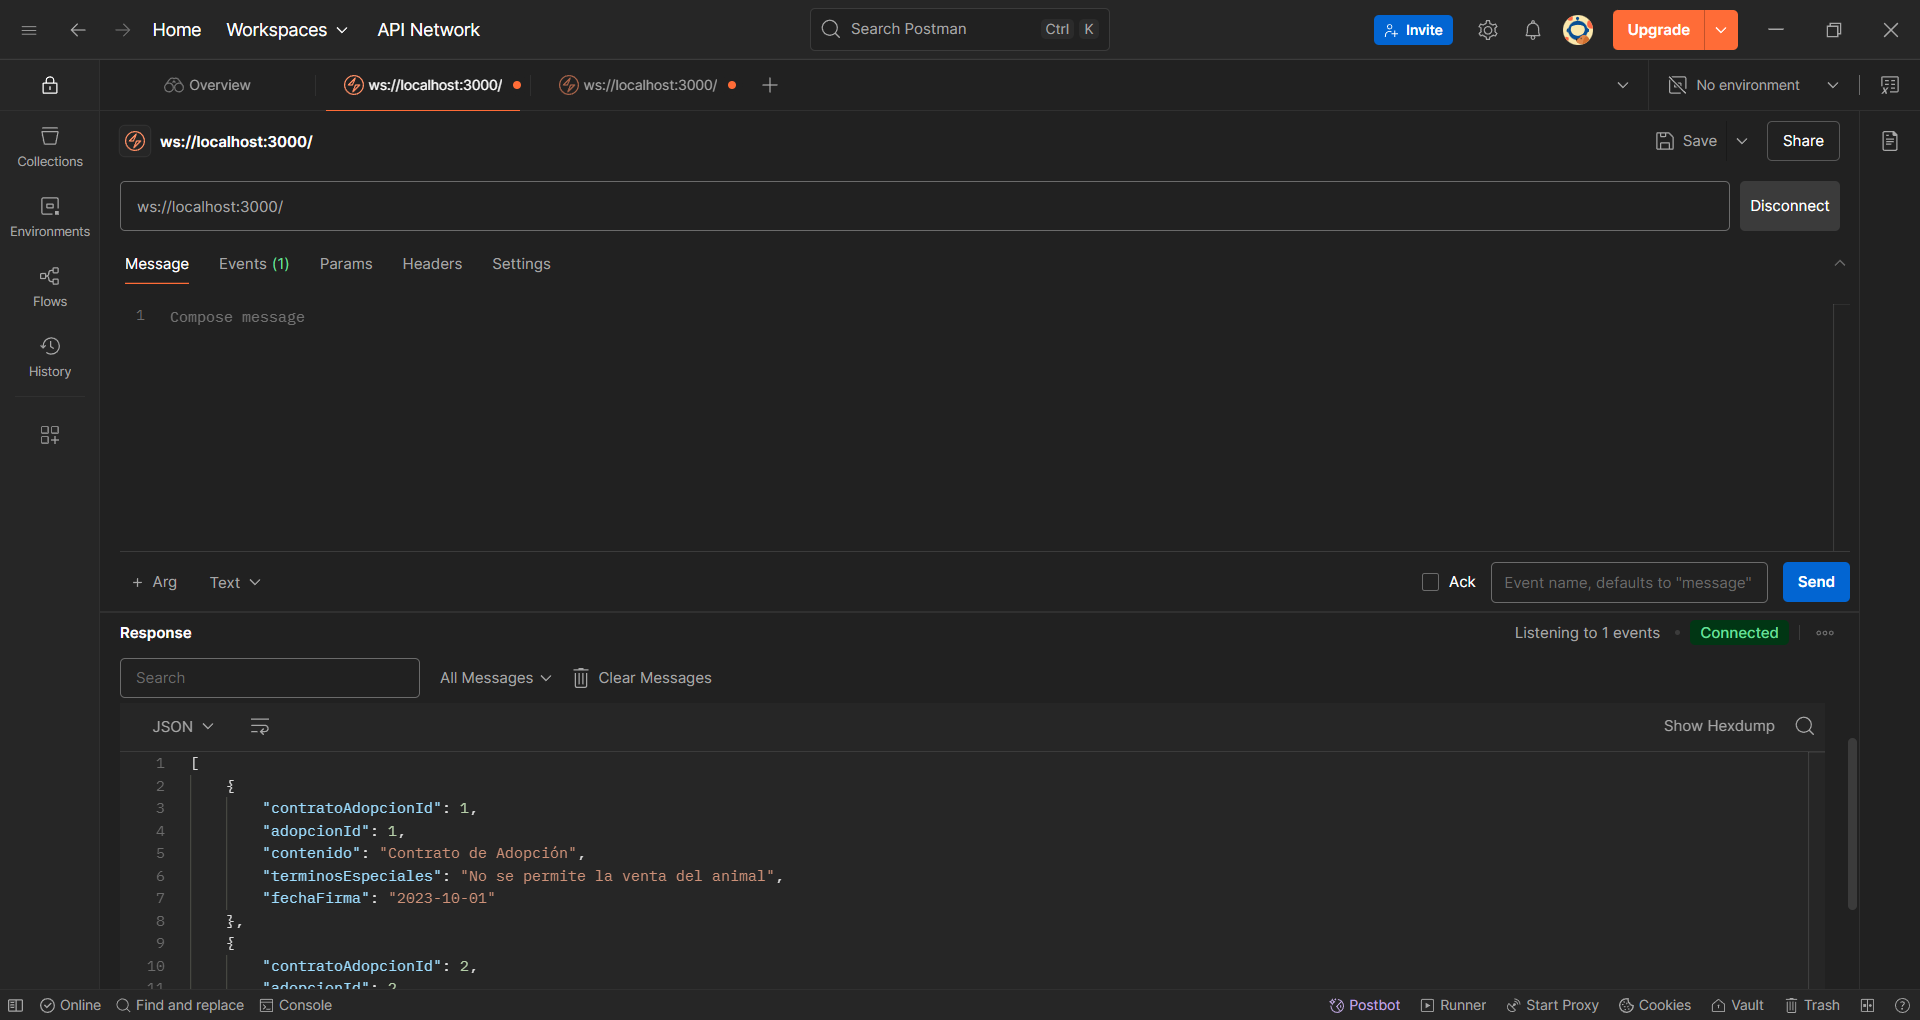 Home Workspaces API Network Search Postman Ctrl K Invite Upgrade
Overview ws://localhost:3000/ ws://localhost:3000/ No environment
ws://localhost:3000/ Save Share
Collections
Environments
Flows
History
ws://localhost:3000/ Disconnect
Message Events (1) Params Headers Settings
1 Compose message
+ Arg Text Ack Event name, defaults to "message" Send
Response Listening to 1 events Connected
Search All Messages Clear Messages
JSON Show Hexdump
1 [
2 {
3 "contratoAdopcionId": 1,
4 "adopcionId": 1,
5 "contenido": "Contrato de Adopción",
6 "terminosEspeciales": "No se permite la venta del animal",
7 "fechaFirma": "2023-10-01"
8 },
9 {
10 "contratoAdopcionId": 2,
11 "adopcionId": 2
Online Find and replace Console Postbot Runner Start Proxy Cookies Vault Trash